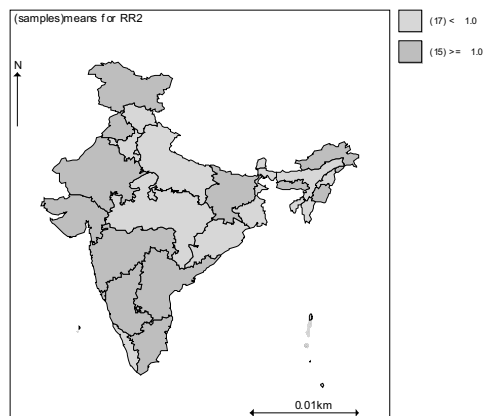 (samples)means for RR2
(17) < 1.0
(15) >= 1.0
N
0.01km